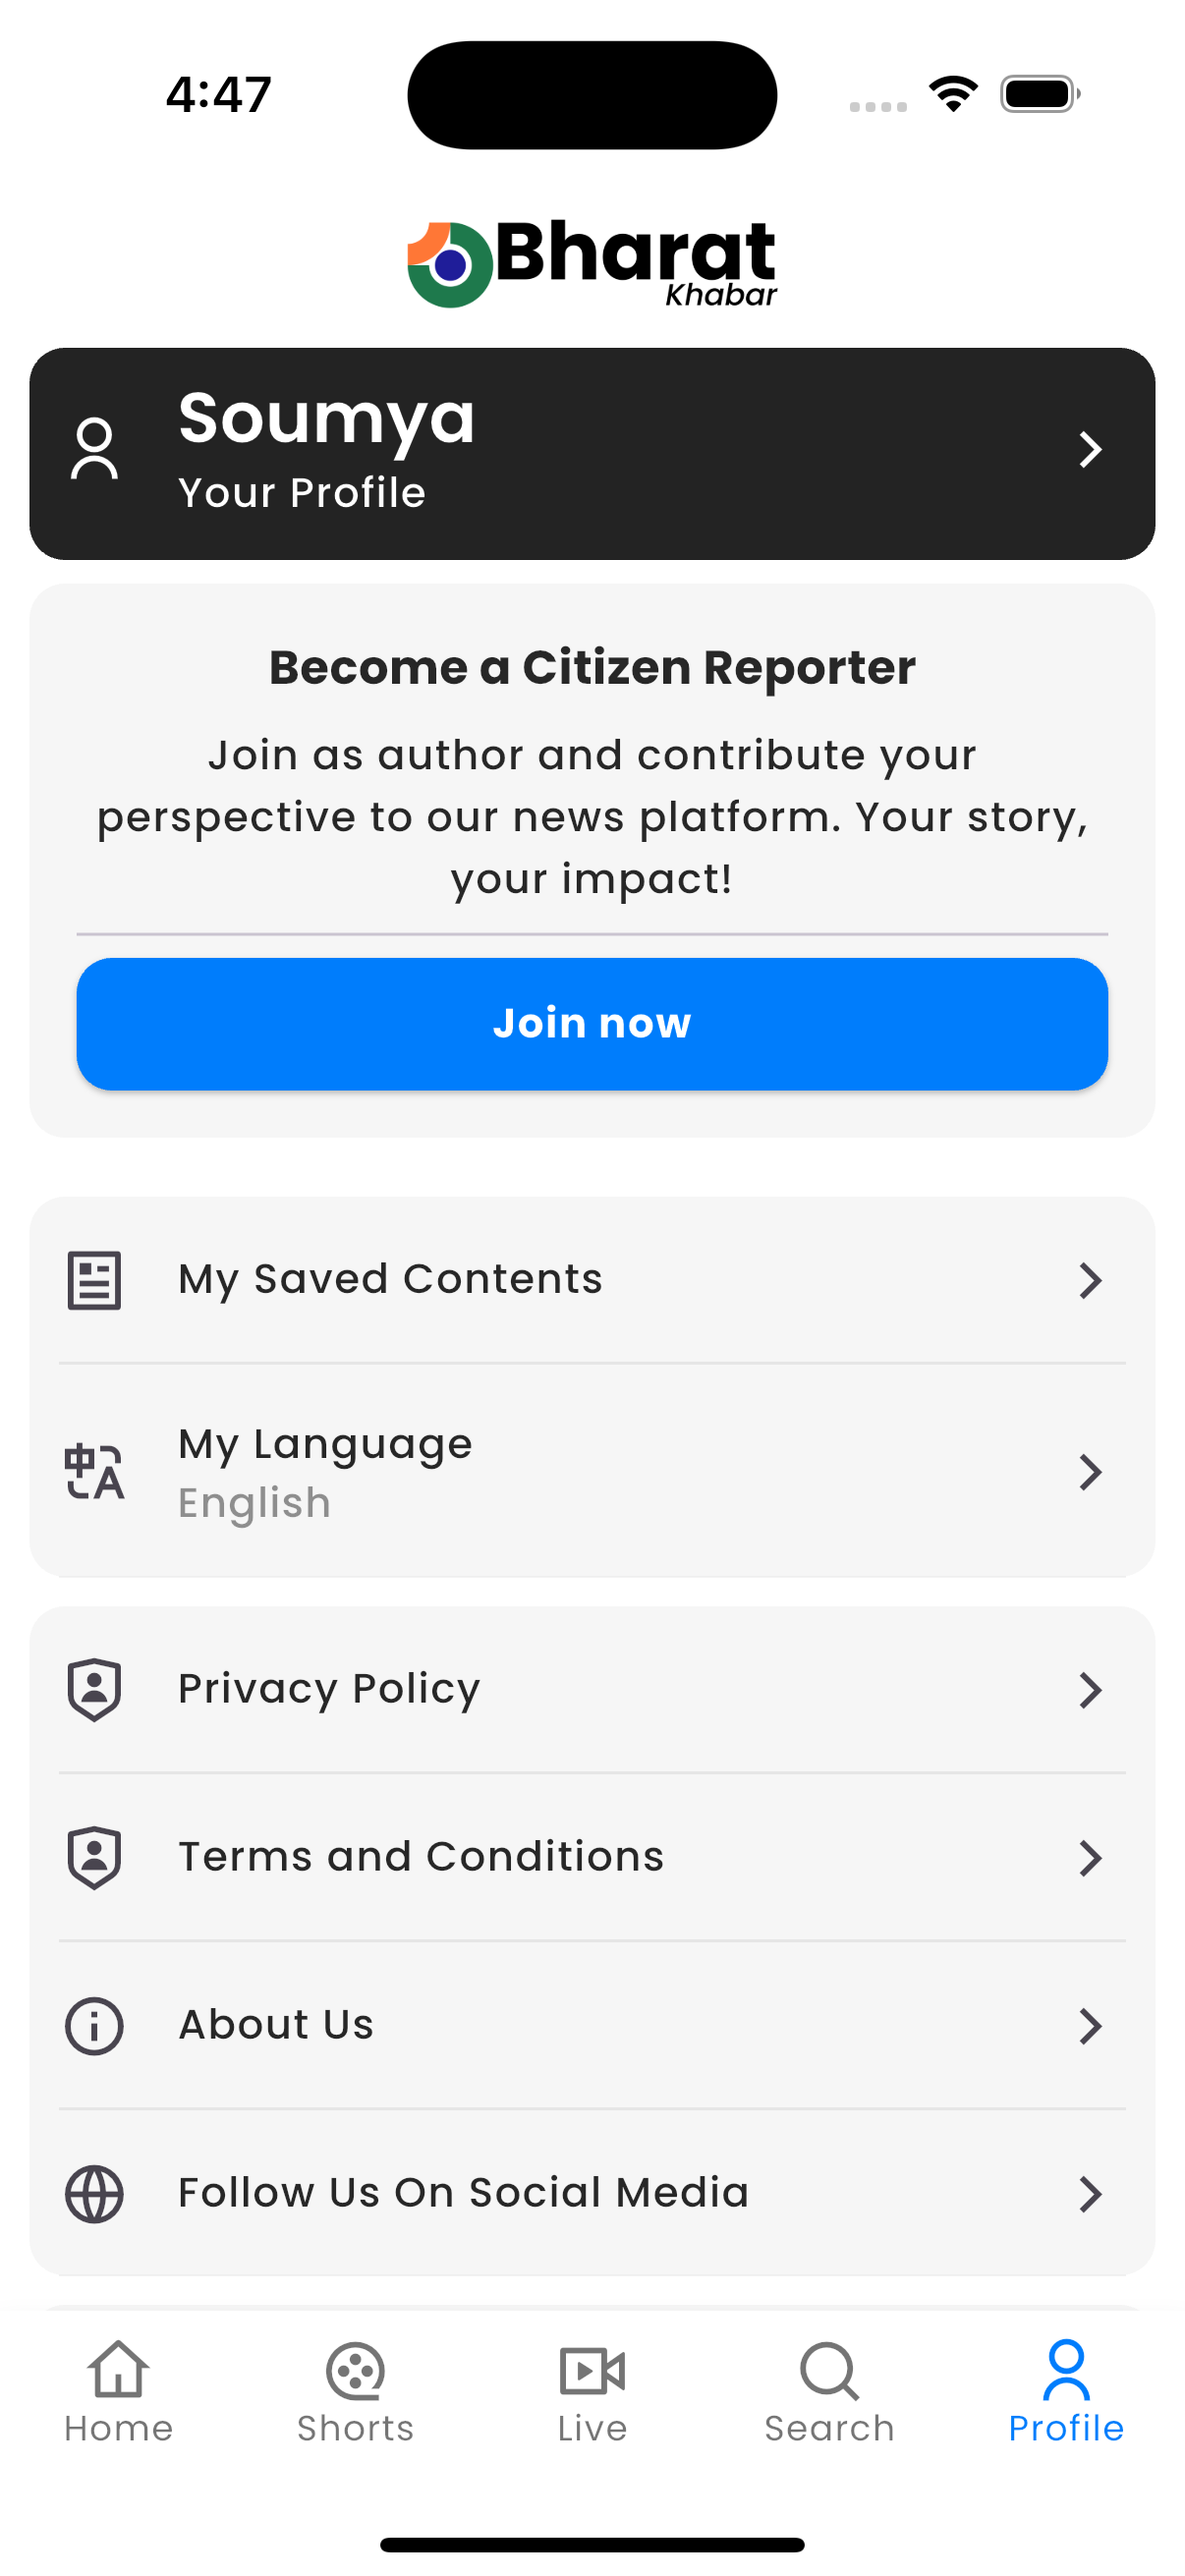 4:47
Bharat
Khabar
Soumya
Your Profile
Become a Citizen Reporter
Join as author and contribute your
perspective to our news platform. Your story,
your impact!
Join now
My Saved Contents
My Language
English
Privacy Policy
Terms and Conditions
About Us
Follow Us On Social Media
Home
Shorts
Live
Search
Profile